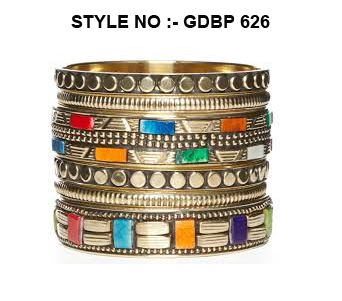 STYLE NO :- GDBP 626